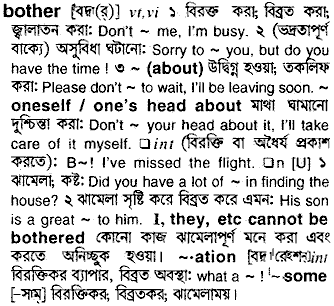 bother [বদা(র্)] vt,vi ১ বিরক্ত করা; বিব্রত করা;
জ্বালাতন করা: Don't ~ me, I'm busy. ২ (ভদ্রতাপূর্ণ
বাক্যে) অসুবিধা ঘটানো: Sorry to ~ you, but do you
have the time ! ৩ ~ (about) উদ্বিগ্ন হওয়া; তকলিফ
করা: Please don't ~ to wait, I'll be leaving soon. ~
oneself / one's head about মাথা ঘামানো
দুশ্চিন্তা করা: Don't ~ your head about it, I'll take
care of it myself. ❑int (বিরক্তি বা অধৈর্য প্রকাশ
করতে): B~! I've missed the flight. ❑n [U] ১
ঝামেলা; কষ্ট: Did you have a lot of ~ in finding the
house? ২ ঝামেলা সৃষ্টি করে বিব্রত করে এমন: His son
is a great ~ to him. I, they, etc cannot be
bothered কোনো কাজ ঝামেলাপূর্ণ মনে করা এবং
করতে অনিচ্ছুক হওয়া। ~·ation [বদারেইশন্]int
বিরক্তিকর ব্যাপার, বিব্রত অবস্থা: what a ~ ! ~some
[–সাম্] বিরক্তিকর; বিব্রতকর; ঝামেলাময়।